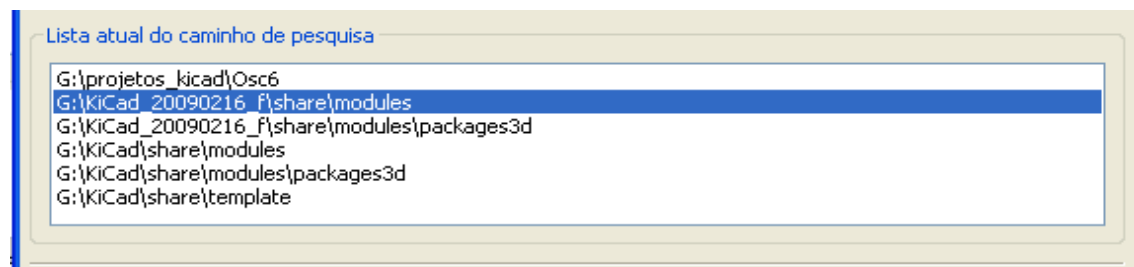 Lista atual do caminho de pesquisa
G:\projetos_kicad\Osc6
G:\KiCad_20090216_f\share\modules
G:\KiCad_20090216_f\share\modules\packages3d
G:\KiCad\share\modules
G:\KiCad\share\modules\packages3d
G:\KiCad\share\template